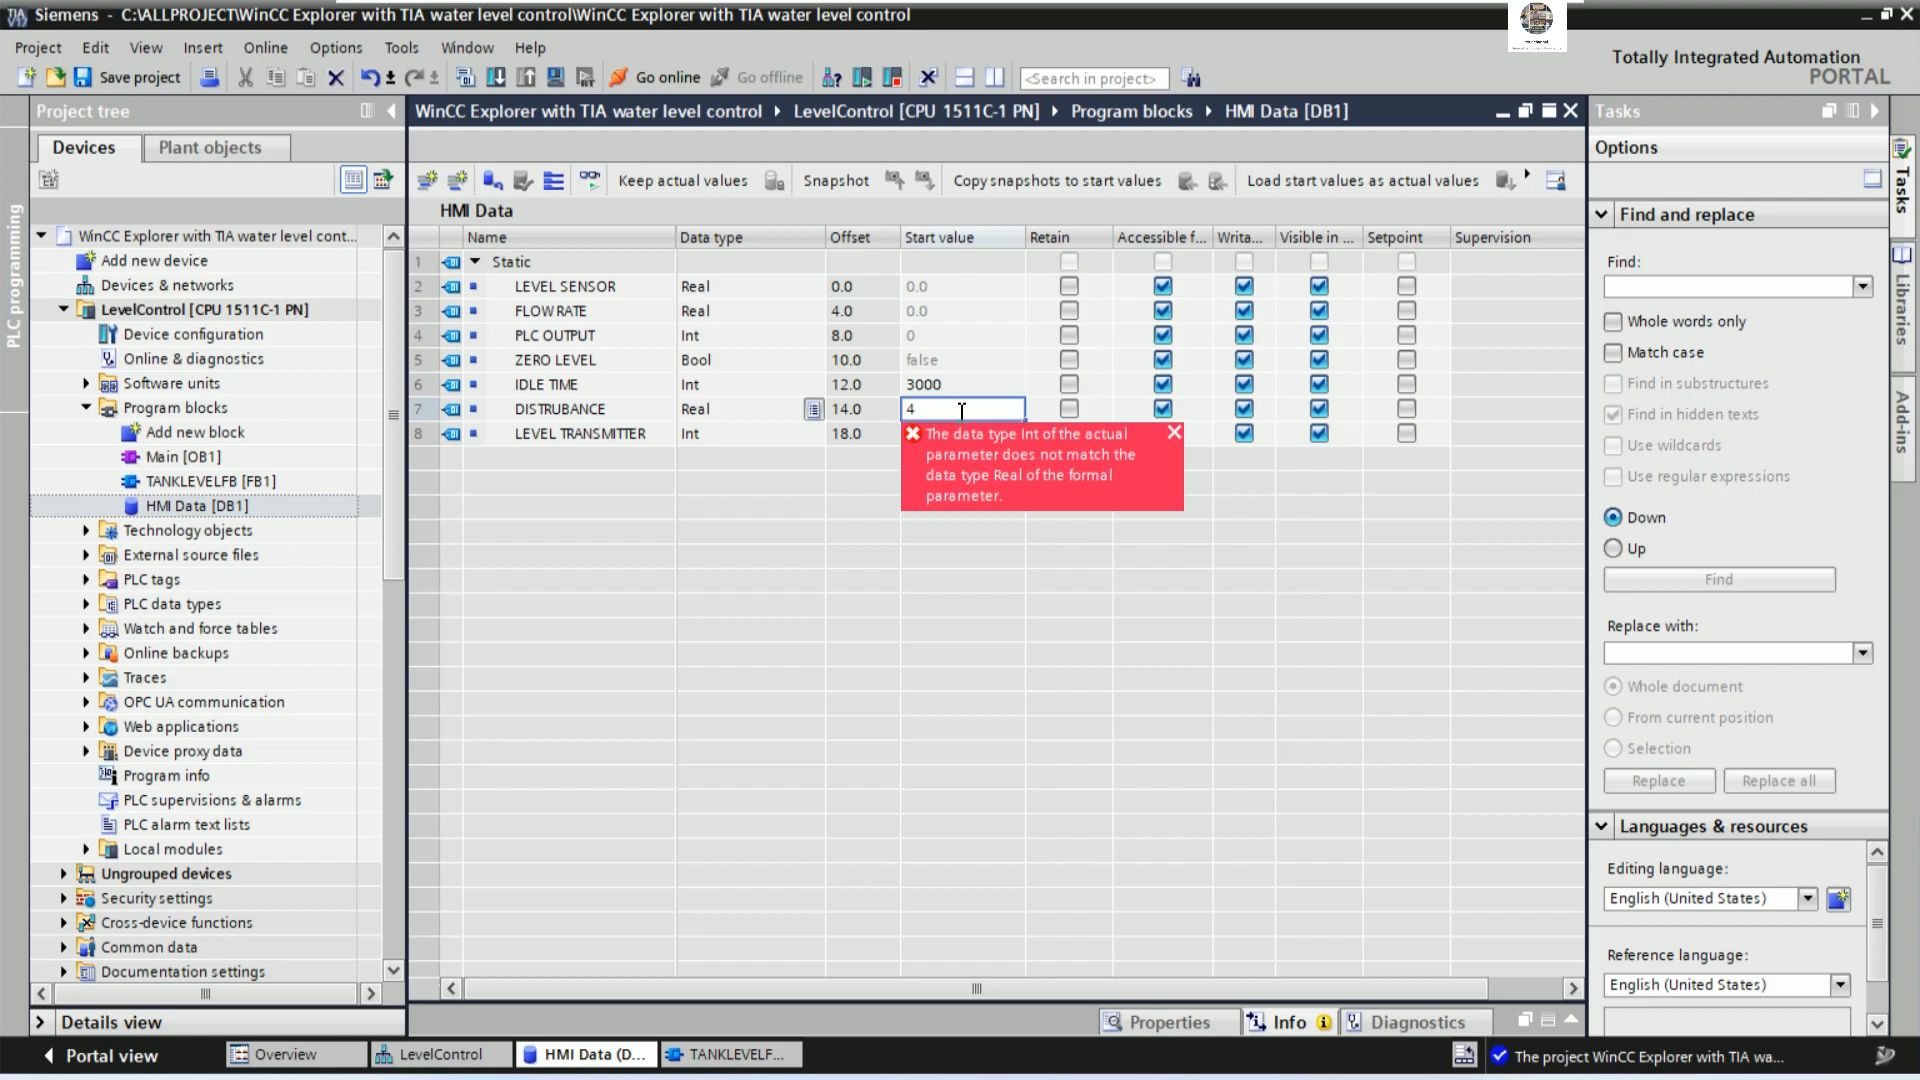 Siemens - C:\ALLPROJECT\WinCC Explorer with TIA water level control\WinCC Explorer with TIA water level control
Project Edit View Insert Online Options Tools Window Help
Totally Integrated Automation
PORTAL
Save project Go online Go offline <Search in project>
Project tree
WinCC Explorer with TIA water level control LevelControl [CPU 1511C-1 PN] Program blocks HMI Data [DB1]
Tasks
Devices Plant objects
Options
Keep actual values Snapshot Copy snapshots to start values Load start values as actual values
HMI Data
Find and replace
Name Data type Offset Start value Retain Accessible f... Writa... Visible in ... Setpoint Supervision
1 Static
2 LEVEL SENSOR Real 0.0 0.0
3 FLOW RATE Real 4.0 0.0
4 PLC OUTPUT Int 8.0 0
5 ZERO LEVEL Bool 10.0 false
6 IDLE TIME Int 12.0 3000
7 DISTRUBANCE Real 14.0 4
8 LEVEL TRANSMITTER Int 18.0
The data type Int of the actual
parameter does not match the
data type Real of the formal
parameter.
PLC programming
WinCC Explorer with TIA water level cont...
Add new device
Devices & networks
LevelControl [CPU 1511C-1 PN]
Device configuration
Online & diagnostics
Software units
Program blocks
Add new block
Main [OB1]
TANKLEVELFB [FB1]
HMI Data [DB1]
Technology objects
External source files
PLC tags
PLC data types
Watch and force tables
Online backups
Traces
OPC UA communication
Web applications
Device proxy data
Program info
PLC supervisions & alarms
PLC alarm text lists
Local modules
Ungrouped devices
Security settings
Cross-device functions
Common data
Documentation settings
Details view
Find:
Whole words only
Match case
Find in substructures
Find in hidden texts
Use wildcards
Use regular expressions
Down
Up
Find
Replace with:
Whole document
From current position
Selection
Replace Replace all
Languages & resources
Editing language:
English (United States)
Reference language:
English (United States)
Tasks
Libraries
Add-ins
Properties Info Diagnostics
Portal view Overview LevelControl HMI Data (D... TANKLEVELF...
The project WinCC Explorer with TIA wa...